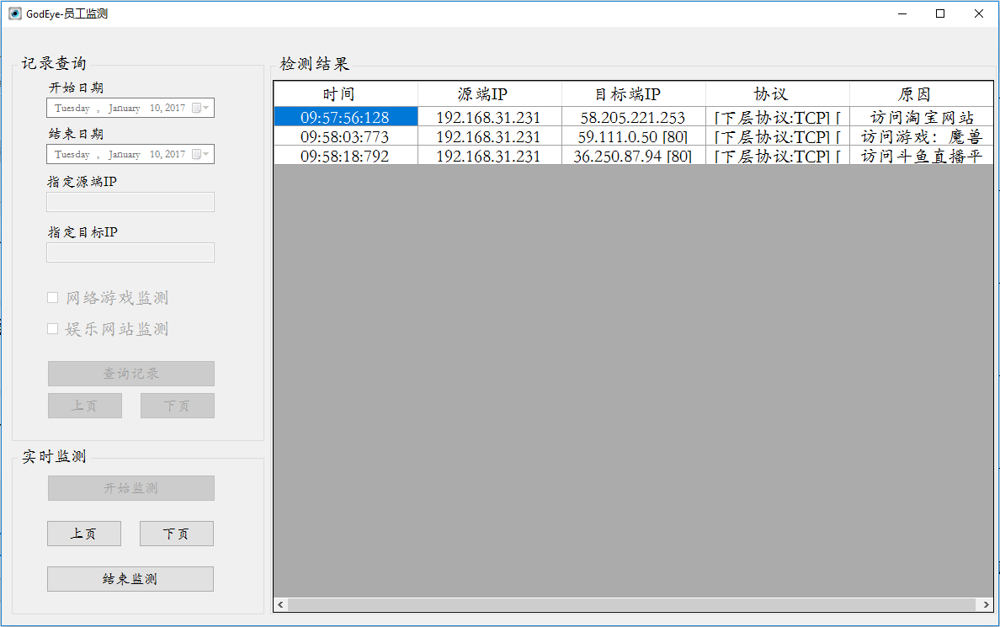 GodEye-员工监测
记录查询
开始日期
Tuesday , January 10, 2017
结束日期
Tuesday , January 10, 2017
指定源端IP
指定目标IP
网络游戏监测
娱乐网站监测
查询记录
上页 下页
实时监测
开始监测
上页 下页
结束监测
检测结果
时间 源端IP 目标端IP 协议 原因
09:57:56:128 192.168.31.231 58.205.221.253 [下层协议:TCP] [ 访问淘宝网站
09:58:03:773 192.168.31.231 59.111.0.50 [80] [下层协议:TCP] [ 访问游戏：魔兽
09:58:18:792 192.168.31.231 36.250.87.94 [80] [下层协议:TCP] [ 访问斗鱼直播平